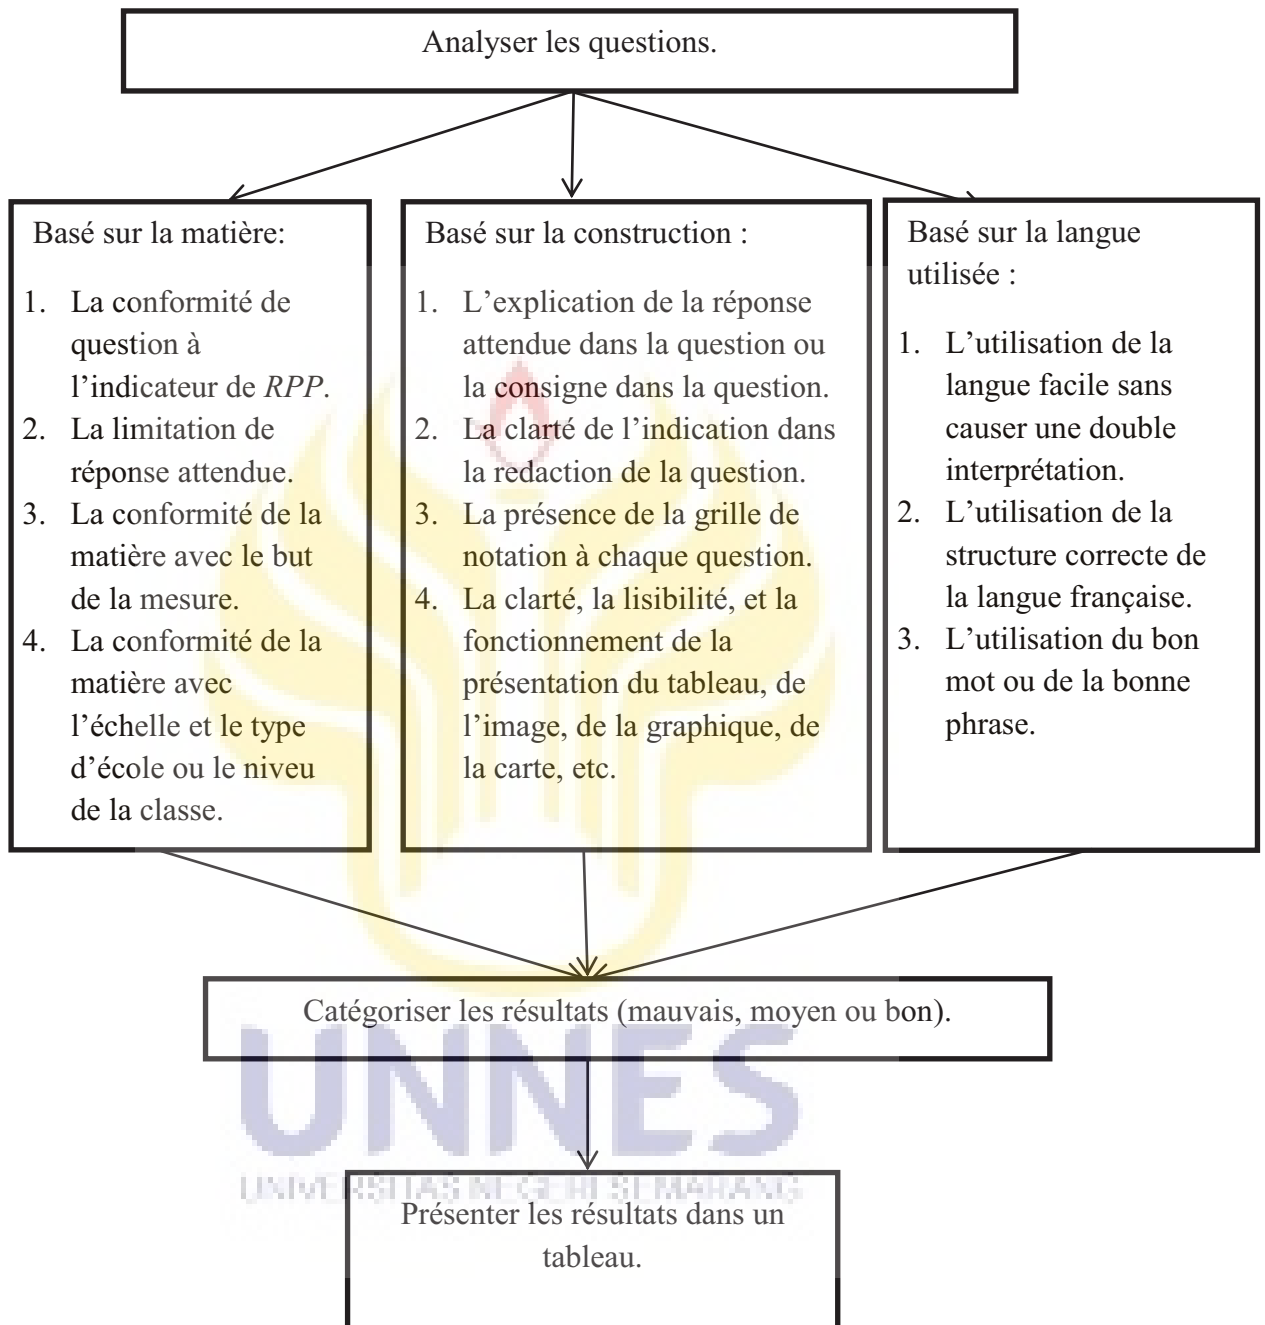 Analyser les questions.
Basé sur la matière:
1. La conformité de
question à
l’indicateur de RPP.
2. La limitation de
réponse attendue.
3. La conformité de la
matière avec le but
de la mesure.
4. La conformité de la
matière avec
l’échelle et le type
d’école ou le niveu
de la classe.
Basé sur la construction :
1. L’explication de la réponse
attendue dans la question ou
la consigne dans la question.
2. La clarté de l’indication dans
la redaction de la question.
3. La présence de la grille de
notation à chaque question.
4. La clarté, la lisibilité, et la
fonctionnement de la
présentation du tableau, de
l’image, de la graphique, de
la carte, etc.
Basé sur la langue
utilisée :
1. L’utilisation de la
langue facile sans
causer une double
interprétation.
2. L’utilisation de la
structure correcte de
la langue française.
3. L’utilisation du bon
mot ou de la bonne
phrase.
Catégoriser les résultats (mauvais, moyen ou bon).
UNNES
UNIVERSITAS NEGERI SEMARANG
Présenter les résultats dans un
tableau.